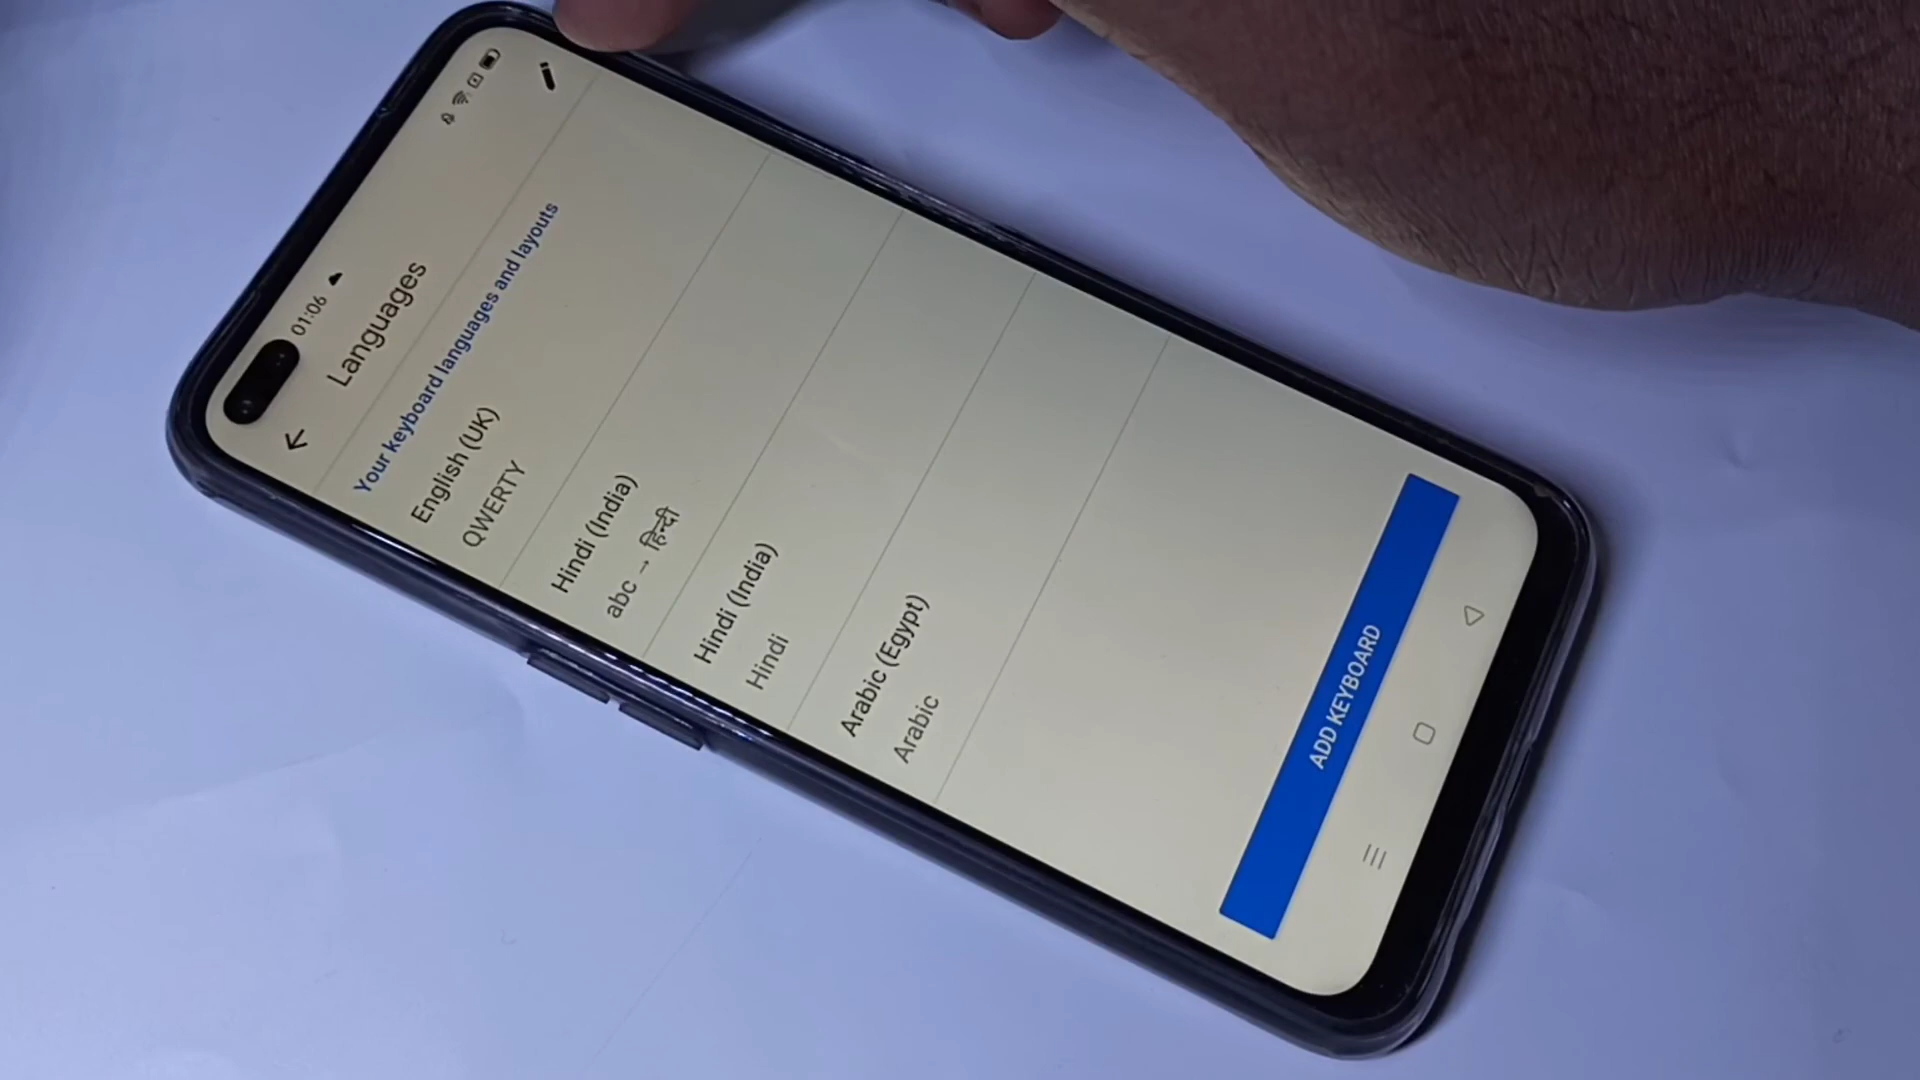 01:06
Languages
Your keyboard languages and layouts
English (UK)
QWERTY
Hindi (India)
abc → हिन्दी
Hindi (India)
Hindi
Arabic (Egypt)
Arabic
ADD KEYBOARD